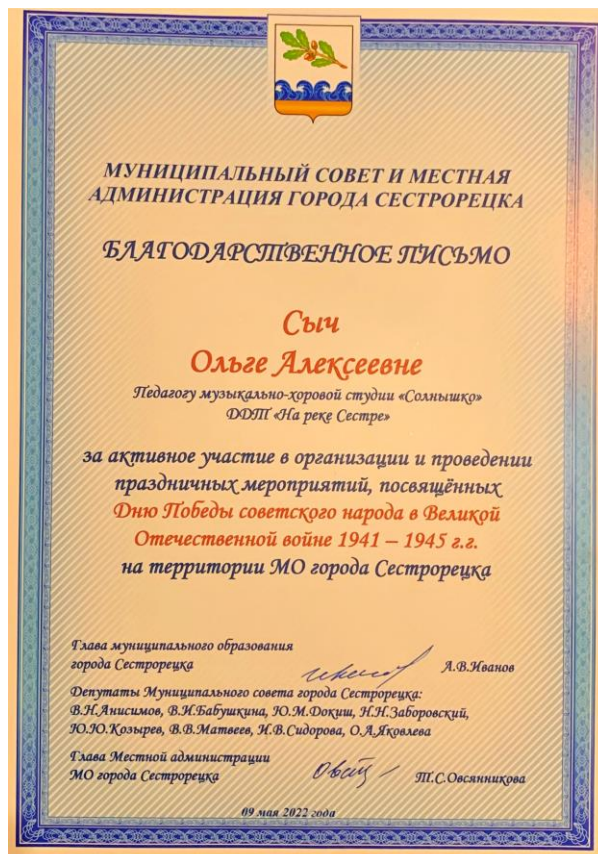 МУНИЦИПАЛЬНЫЙ СОВЕТ И МЕСТНАЯ
АДМИНИСТРАЦИЯ ГОРОДА СЕСТРОРЕЦКА
БЛАГОДАРСТВЕННОЕ ПИСЬМО
Сыч
Ольге Алексеевне
Педагогу музыкально-хоровой студии «Солнышко»
ДДТ «На реке Сестре»
за активное участие в организации и проведении
праздничных мероприятий, посвящённых
Дню Победы советского народа в Великой
Отечественной войне 1941 – 1945 г.г.
на территории МО города Сестрорецка
Глава муниципального образования
города Сестрорецка А.В.Иванов
Депутаты Муниципального совета города Сестрорецка:
В.Н.Анисимов, В.И.Бабушкина, Ю.М.Докиш, Н.Н.Заборовский,
Ю.Ю.Козырев, В.В.Матвеев, И.В.Сидорова, О.А.Яковлева
Глава Местной администрации
МО города Сестрорецка Т.С.Овсянникова
09 мая 2022 года